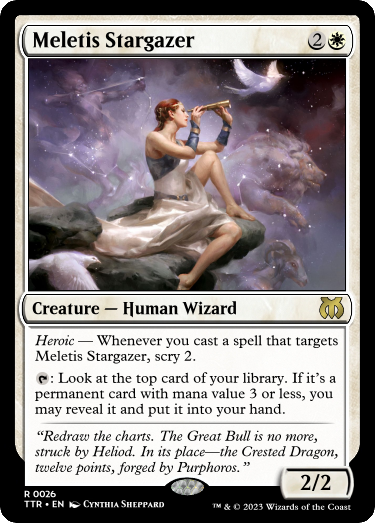 Meletis Stargazer 2
Creature — Human Wizard
Heroic — Whenever you cast a spell that targets
Meletis Stargazer, scry 2.
: Look at the top card of your library. If it's a
permanent card with mana value 3 or less, you
may reveal it and put it into your hand.
“Redraw the charts. The Great Bull is no more,
struck by Heliod. In its place—the Crested Dragon,
twelve points, forged by Purphoros.”
2/2
R 0026
TTR • EN Cynthia Sheppard
™ & © 2023 Wizards of the Coast